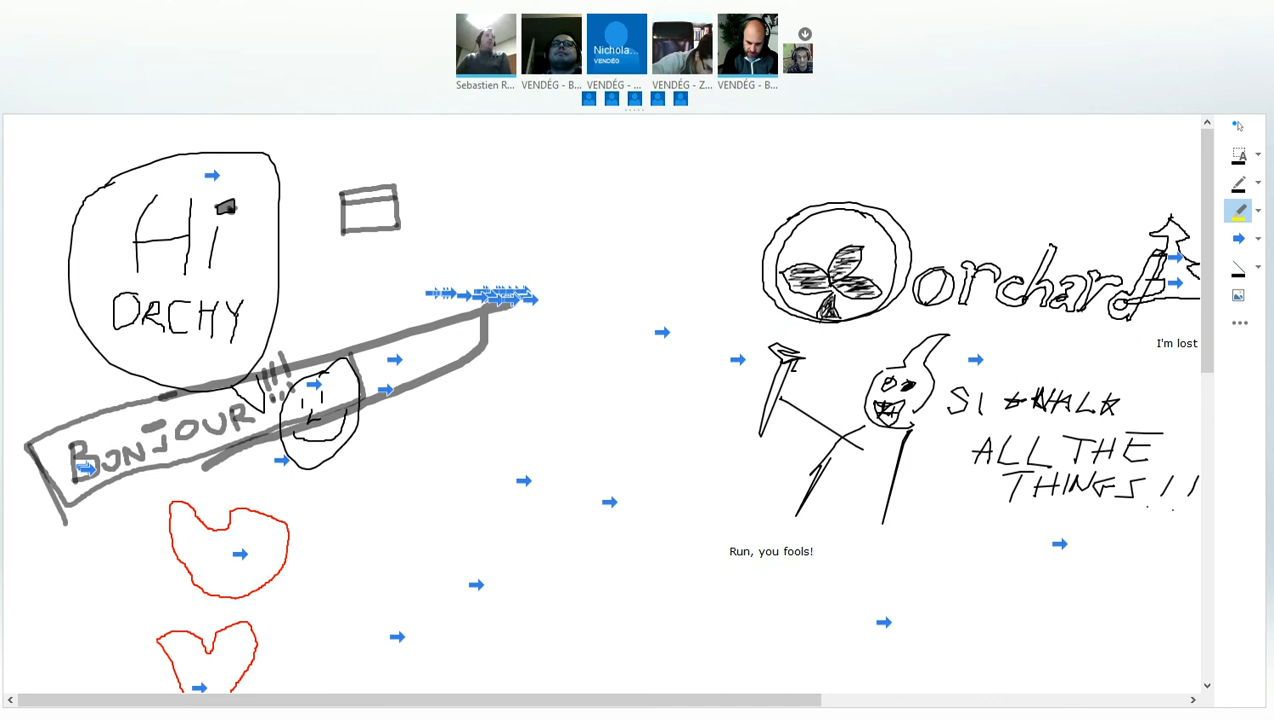 Nichola...
VENDÉG
Sebastien R...
VENDÉG - B...
VENDÉG - ...
VENDÉG - Z...
VENDÉG - B...
Hi
ORCHY
!!!
BONJOUR
orchard
I'm lost
ALL THE
THINGS!!
Run, you fools!